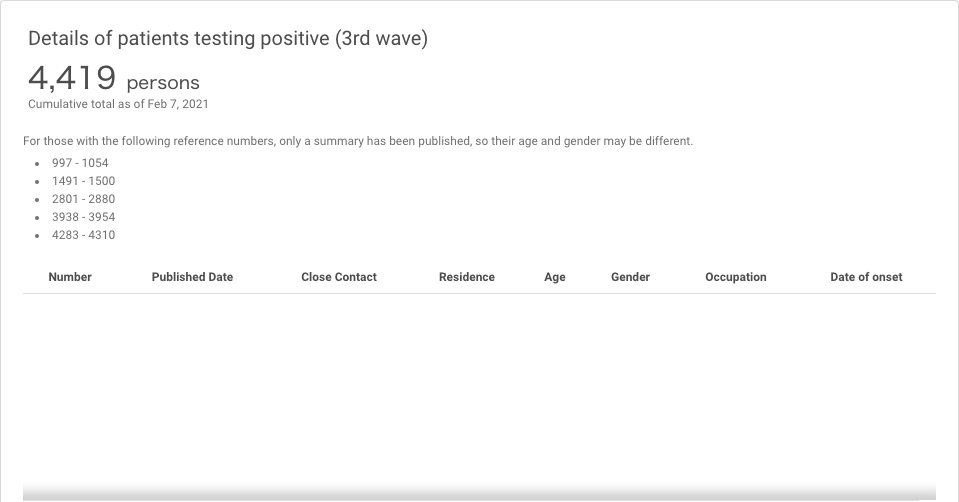 Details of patients testing positive (3rd wave)
4,419 persons
Cumulative total as of Feb 7, 2021
For those with the following reference numbers, only a summary has been published, so their age and gender may be different.
• 997 - 1054
• 1491 - 1500
• 2801 - 2880
• 3938 - 3954
• 4283 - 4310
Number Published Date Close Contact Residence Age Gender Occupation Date of onset